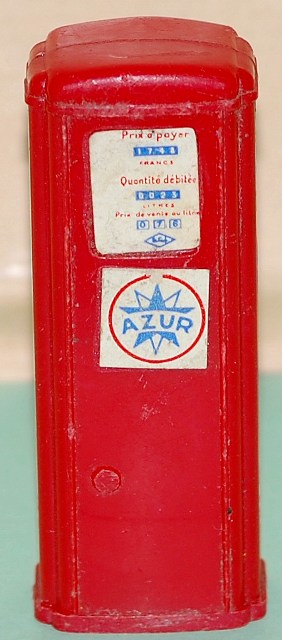 Prix à payer
1748
FRANCS
Quantité débitée
0023
LITRES
Prix de vente au litre
076
AZUR